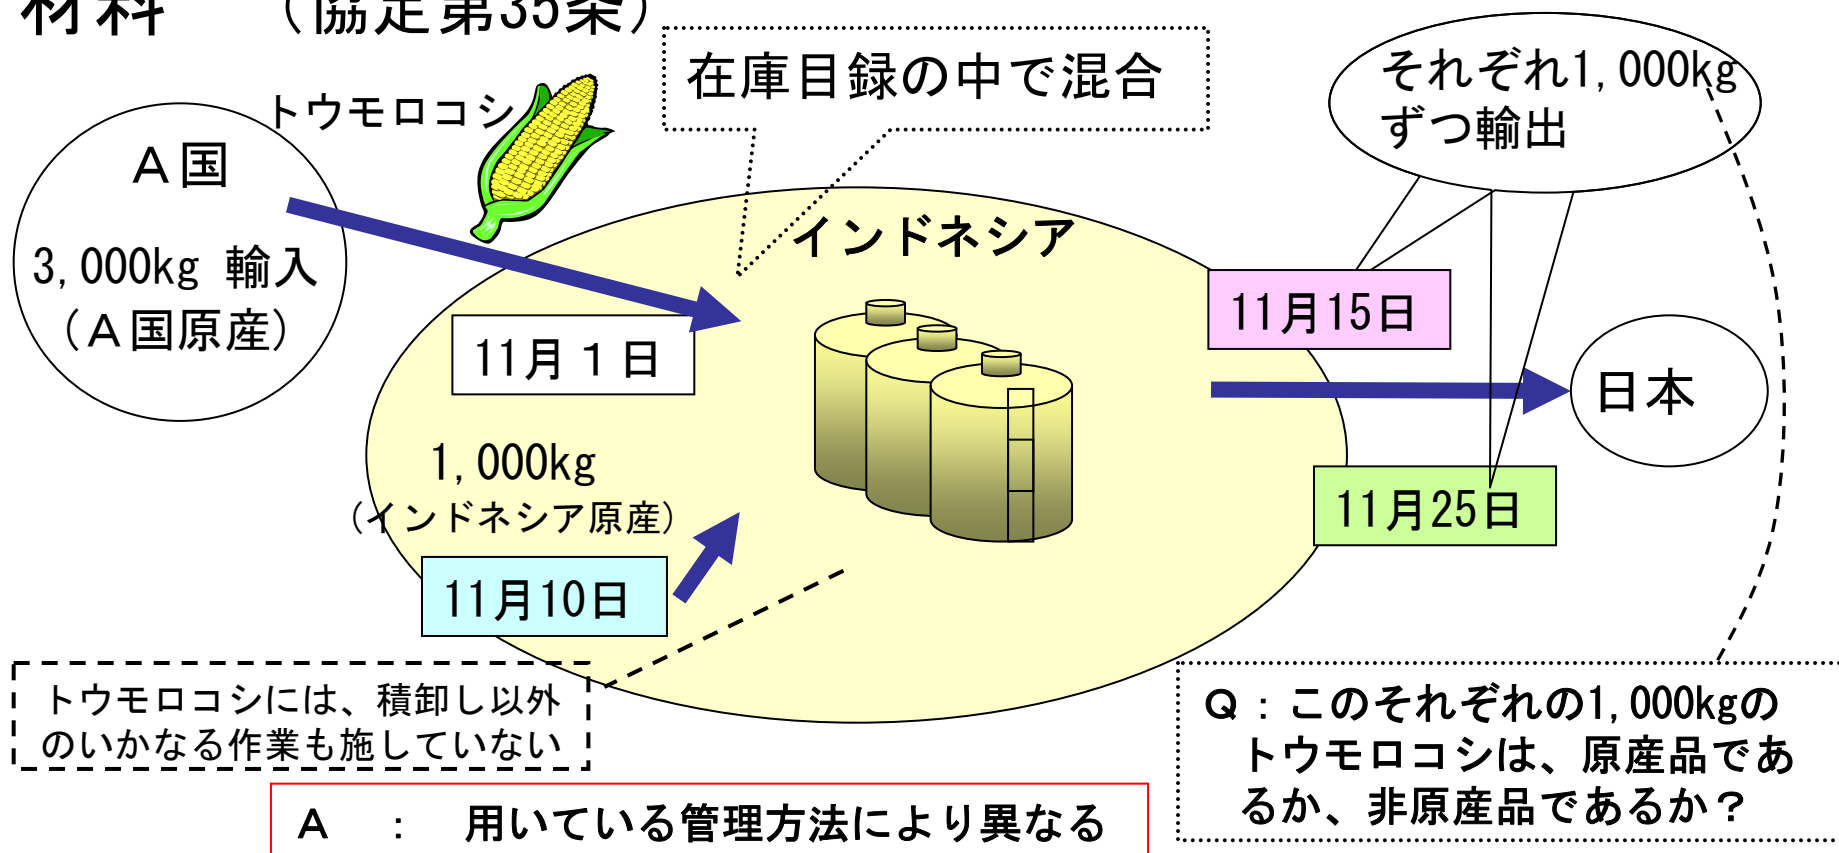 材料 （協定第35条）
トウモロコシ
在庫目録の中で混合
それぞれ1,000kg
ずつ輸出
Ａ国
3,000kg 輸入
（Ａ国原産）
インドネシア
11月１日
11月15日
日本
1,000kg
（インドネシア原産）
11月10日
11月25日
トウモロコシには、積卸し以外
のいかなる作業も施していない
Ｑ：このそれぞれの1,000kgの
トウモロコシは、原産品であ
るか、非原産品であるか？
Ａ ： 用いている管理方法により異なる